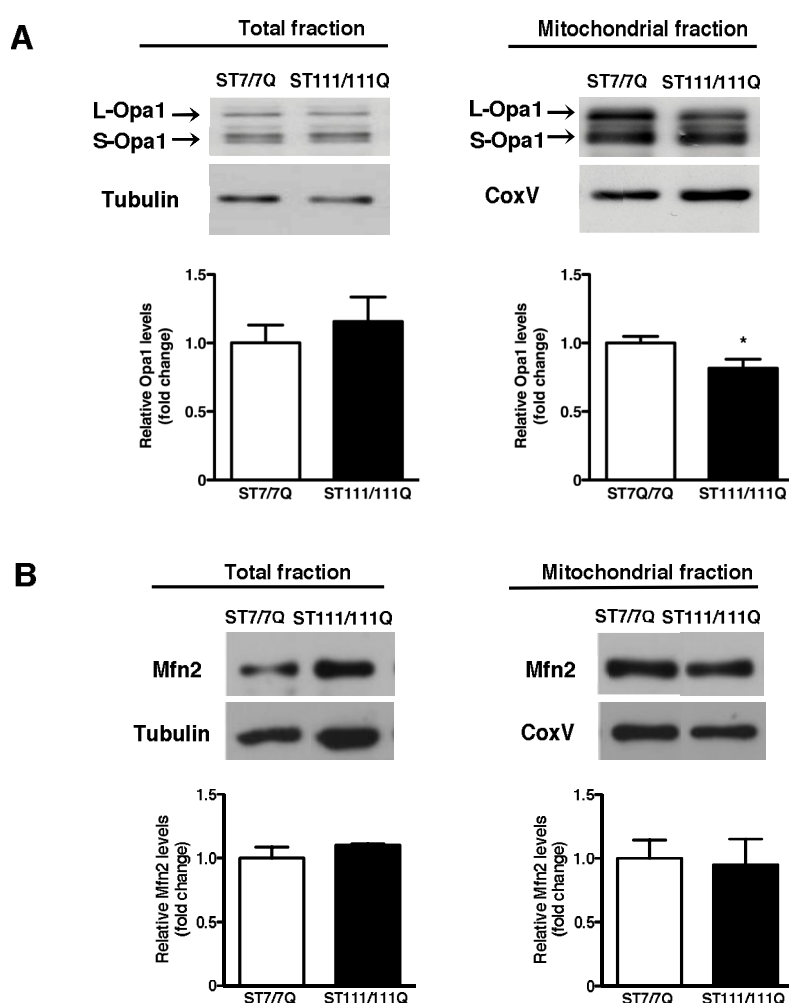 A
Total fraction
ST7/7Q ST111/111Q
L-Opa1
S-Opa1
Tubulin
Relative Opa1 levels
(fold change)
1.5
1.0
0.5
0
ST7/7Q ST111/111Q
Mitochondrial fraction
ST7/7Q ST111/111Q
L-Opa1
S-Opa1
CoxV
Relative Opa1 levels
(fold change)
1.5
1.0
0.5
0
*
ST7Q/7Q ST111/111Q
B
Total fraction
ST7/7Q ST111/111Q
Mfn2
Tubulin
Relative Mfn2 levels
(fold change)
1.5
1.0
0.5
0
ST7/7Q ST111/111Q
Mitochondrial fraction
ST7/7Q ST111/111Q
Mfn2
CoxV
Relative Mfn2 levels
(fold change)
1.5
1.0
0.5
0
ST7/7Q ST111/111Q